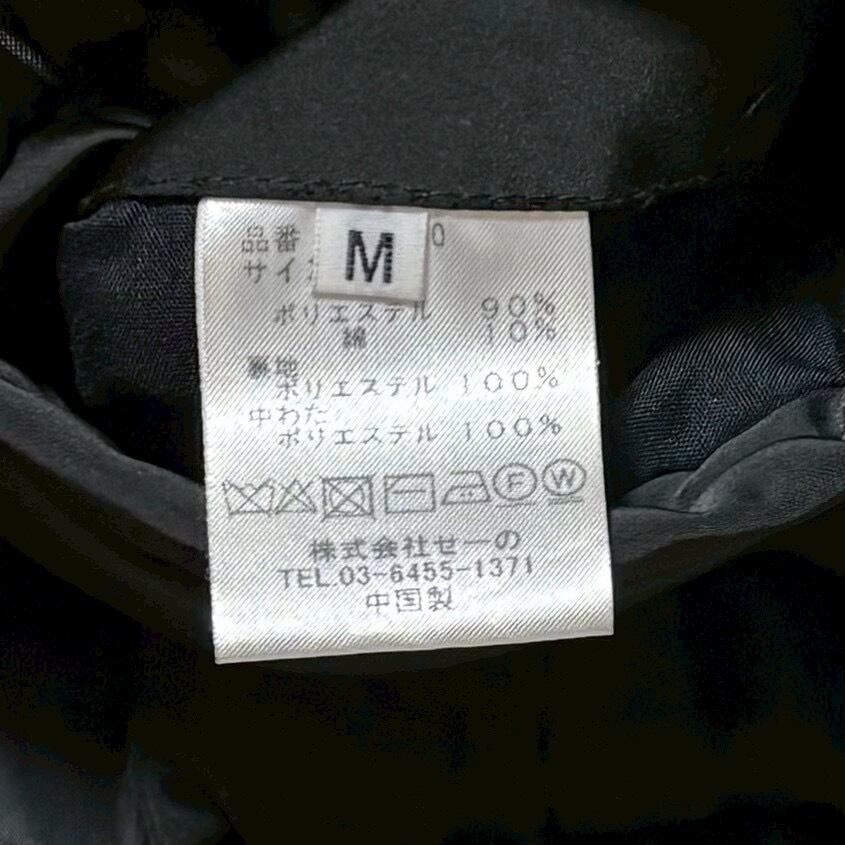 品番 0
サイ
M
ポリエステル 90%
綿 10%
裏地
ポリエステル 100%
中わた
ポリエステル 100%
F W
株式会社せーの
TEL.03-6455-1371
中国製